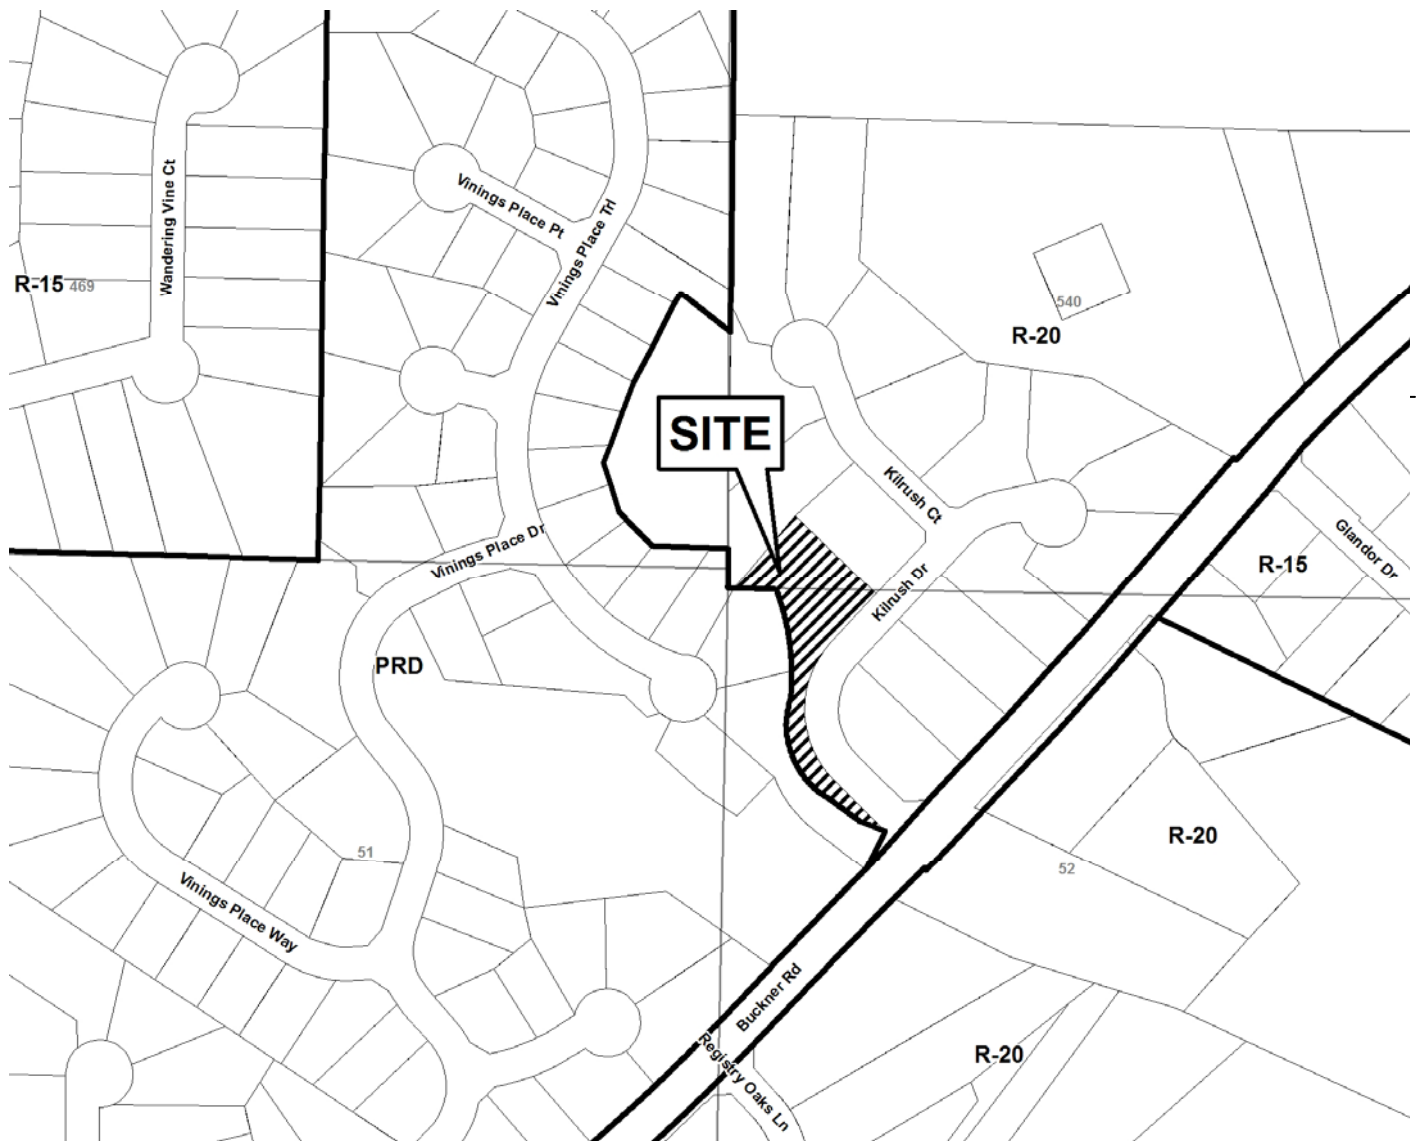 Wandering Vine Ct
Vinings Place Pt
Vinings Place Trl
R-15 469
540
R-20
SITE
Kilrush Ct
Vinings Place Dr
Glandor Dr
R-15
Kilrush Dr
PRD
R-20
51
52
Vinings Place Way
Buckner Rd
R-20
Registry Oaks Ln